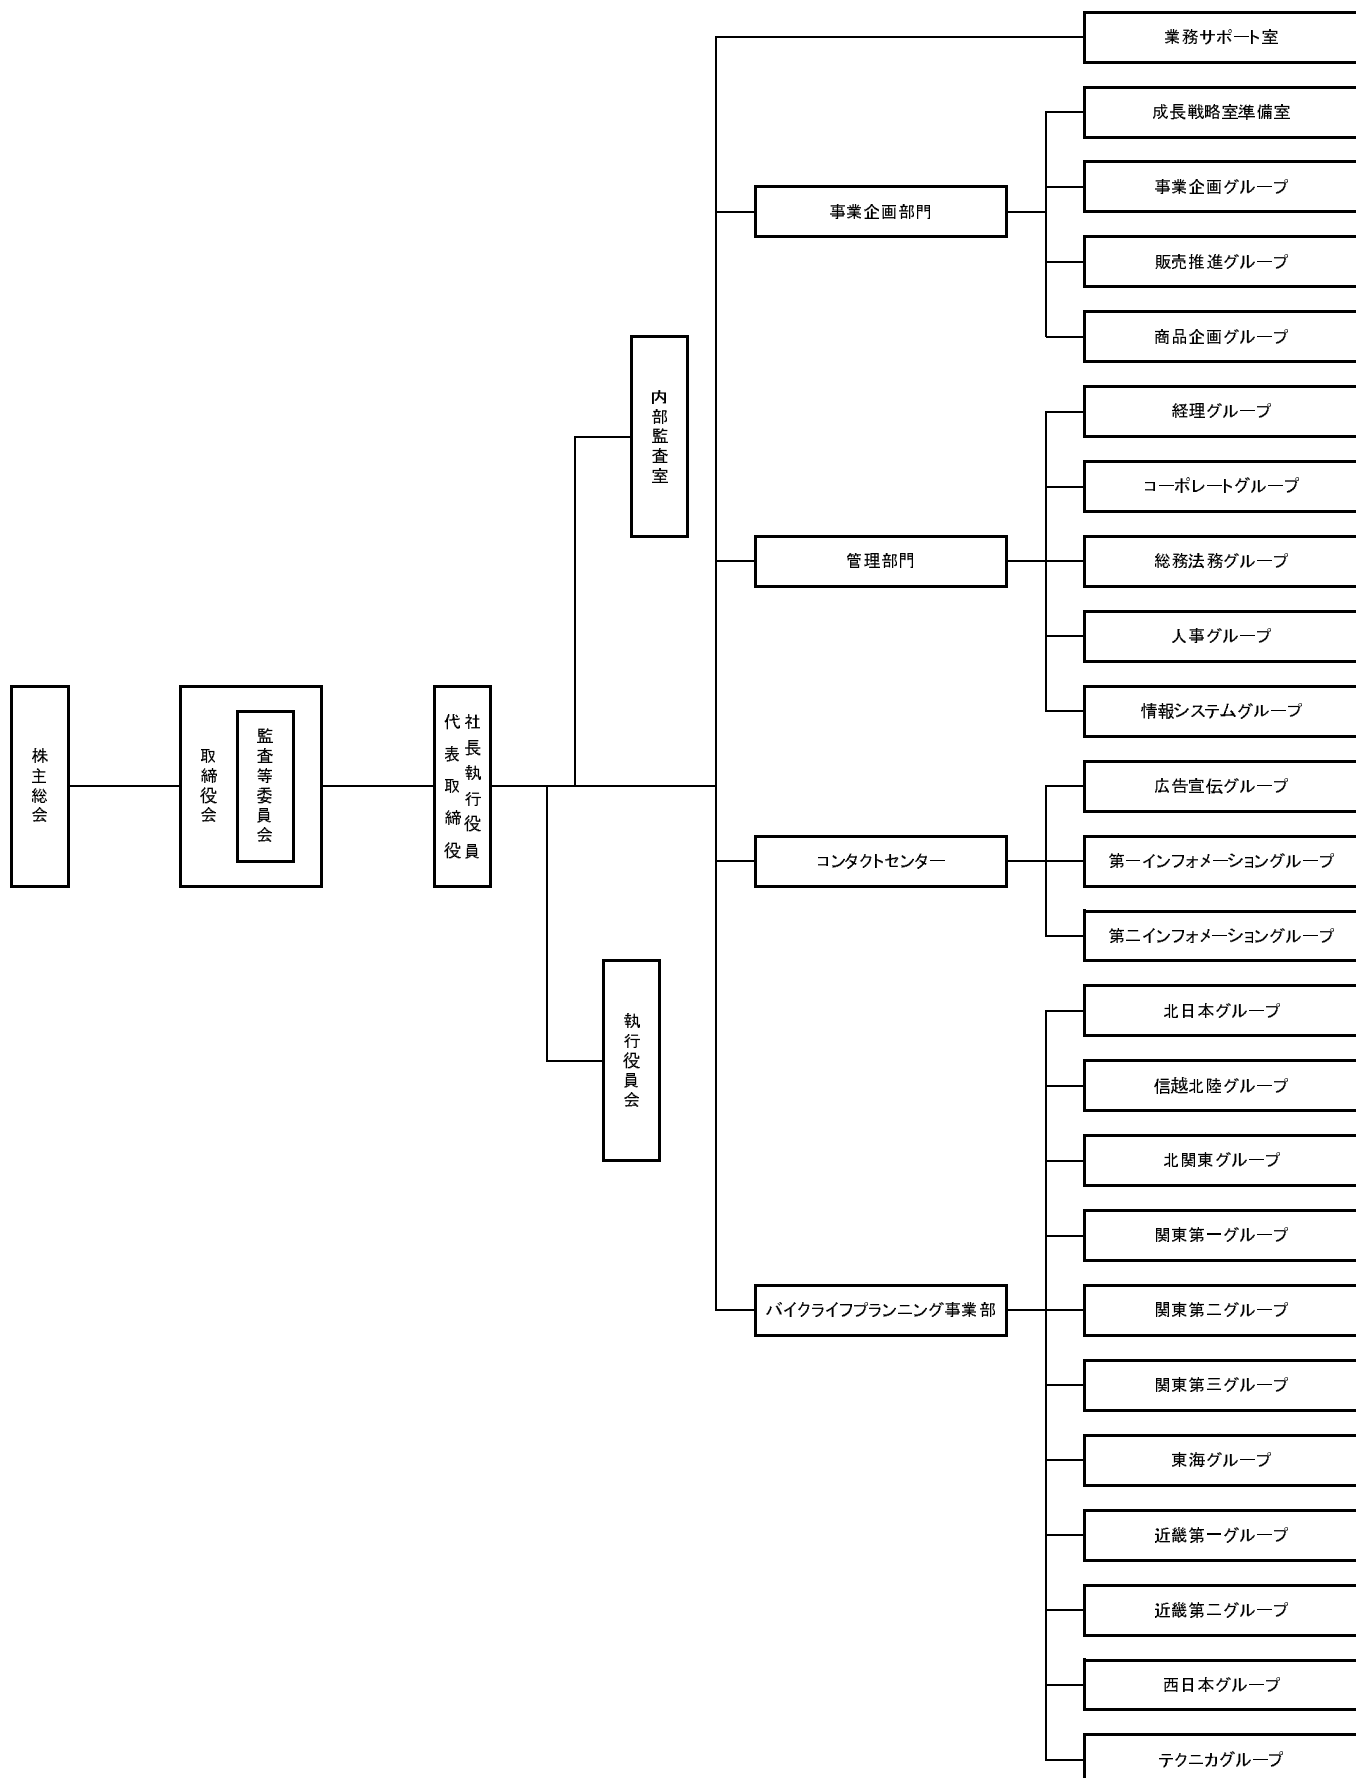 株主総会
取締役会
監査等委員会
代表取締役
社長執行役員
内部監査室
執行役員会
業務サポート室
事業企画部門
成長戦略室準備室
事業企画グループ
販売推進グループ
商品企画グループ
管理部門
経理グループ
コーポレートグループ
総務法務グループ
人事グループ
情報システムグループ
コンタクトセンター
広告宣伝グループ
第一インフォメーショングループ
第二インフォメーショングループ
バイクライフプランニング事業部
北日本グループ
信越北陸グループ
北関東グループ
関東第一グループ
関東第二グループ
関東第三グループ
東海グループ
近畿第一グループ
近畿第二グループ
西日本グループ
テクニカグループ